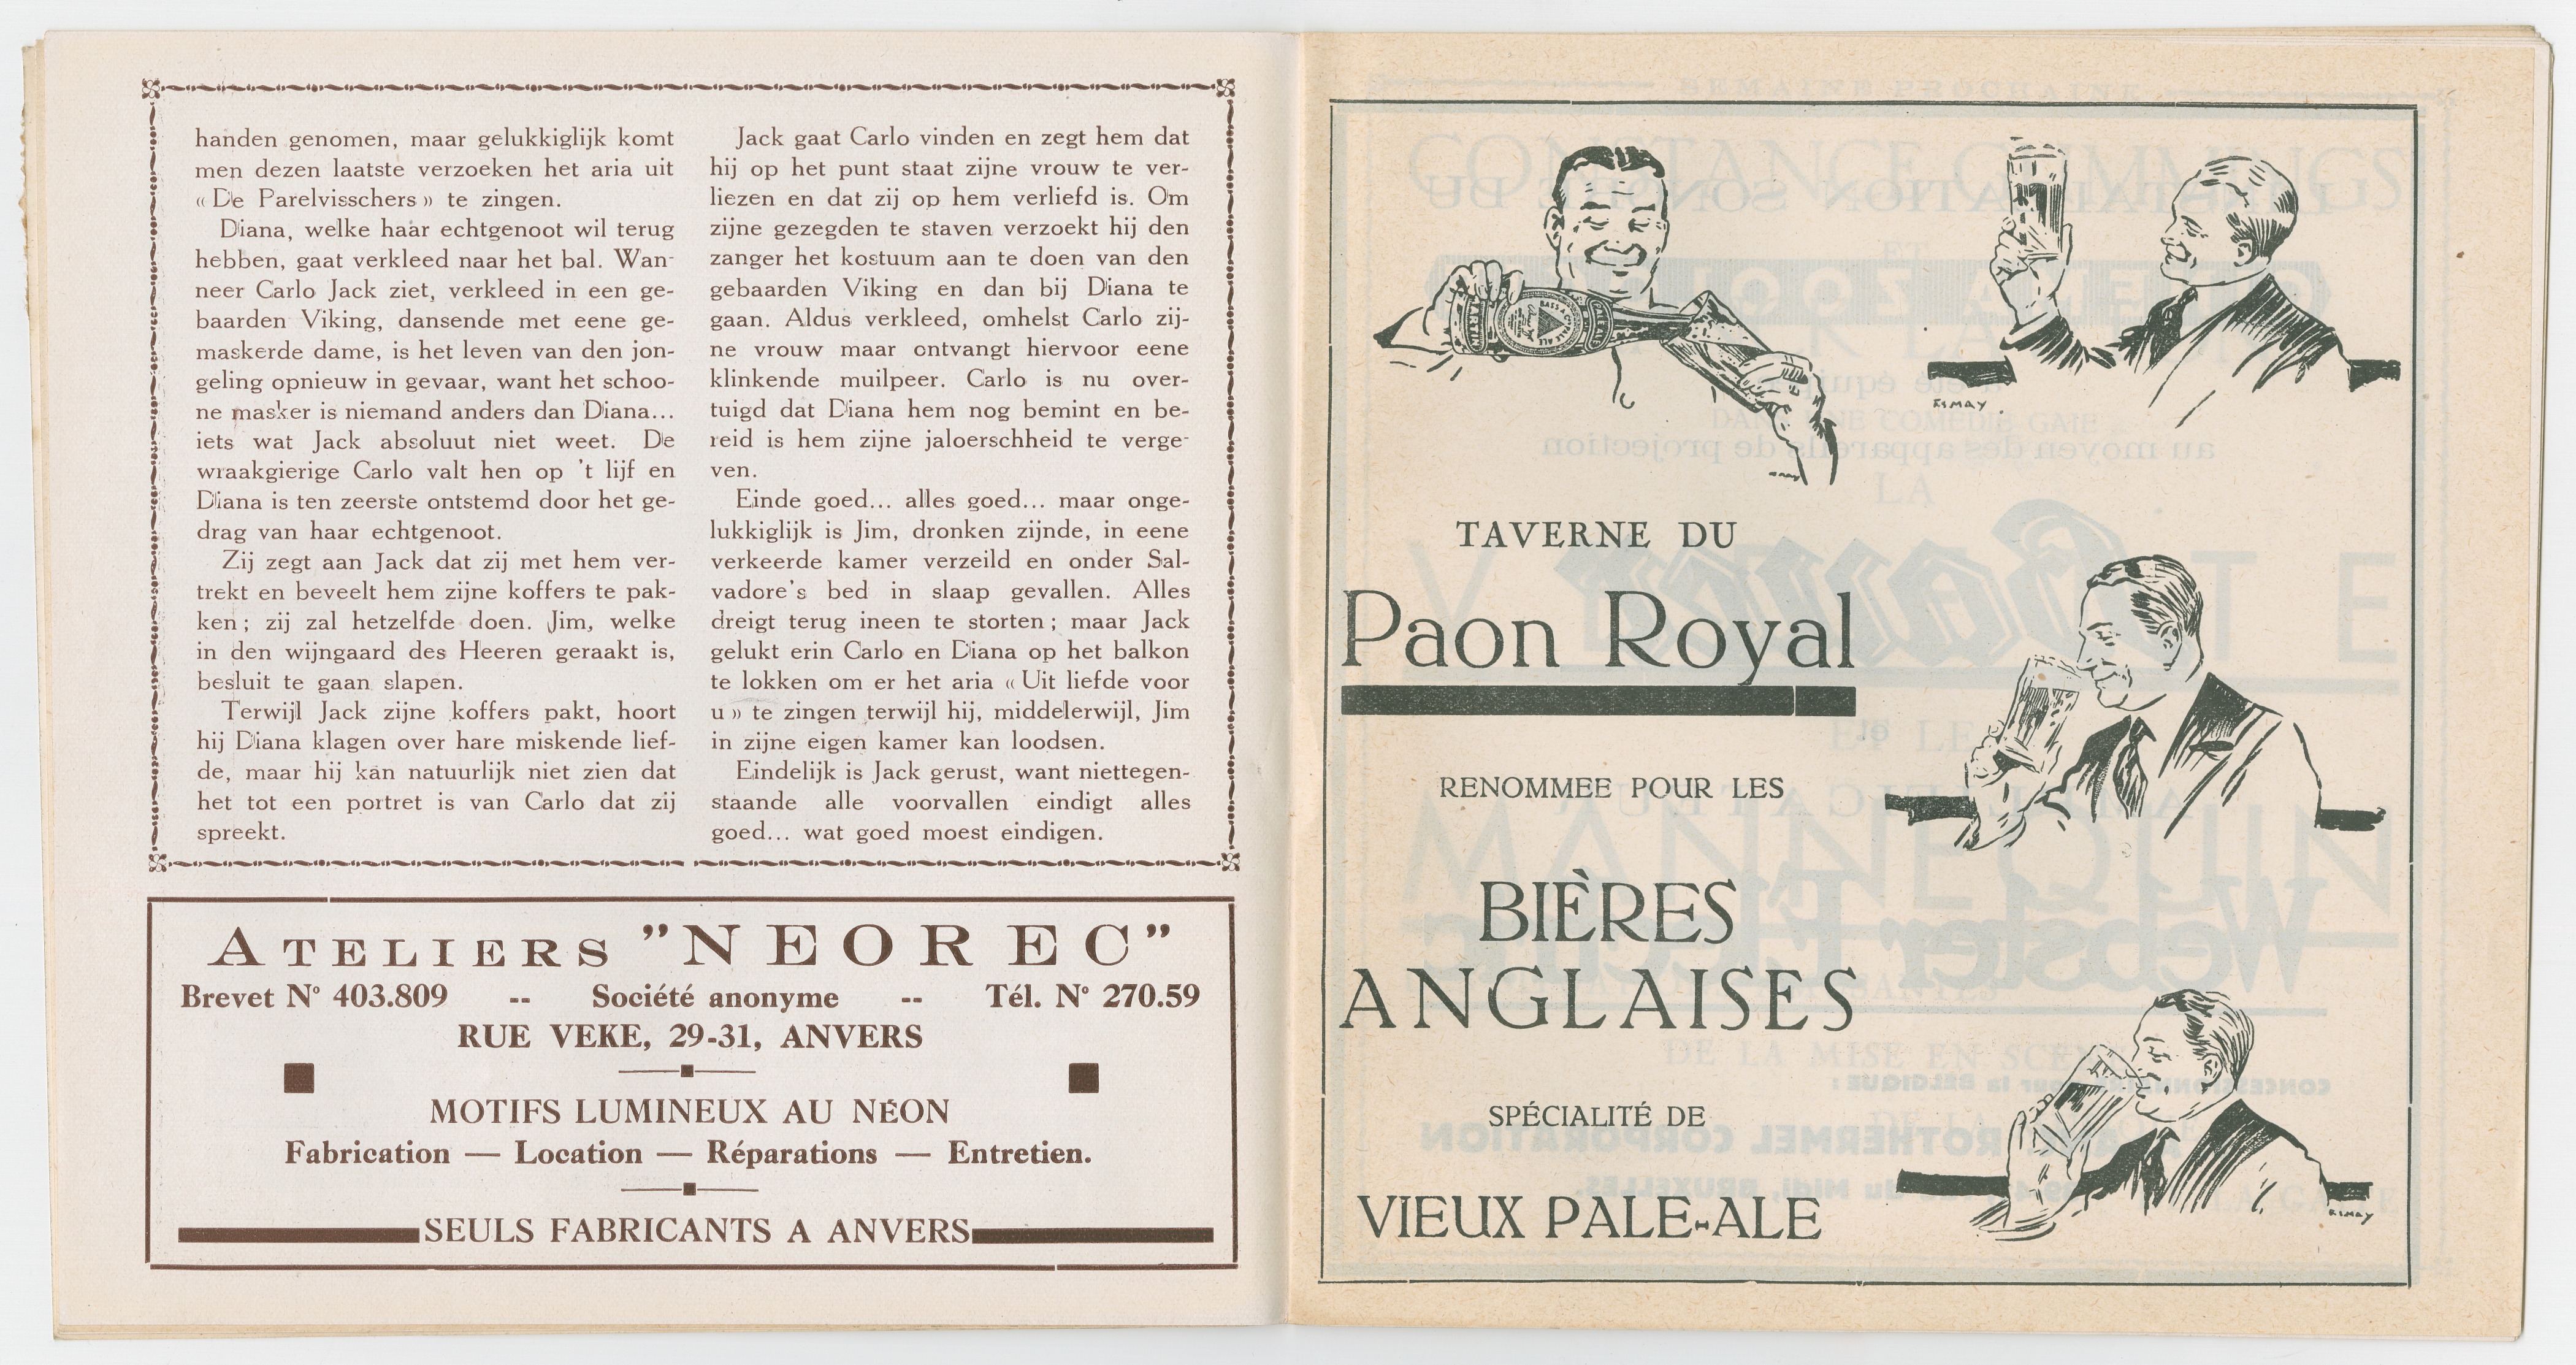 handen genomen, maar gelukkiglijk komt
men dezen laatste verzoeken het aria uit
« De Parelvisschers » te zingen.
Diana, welke haar echtgenoot wil terug
hebben, gaat verkleed naar het bal. Wan-
neer Carlo Jack ziet, verkleed in een ge-
baarden Viking, dansende met eene ge-
maskerde dame, is het leven van den jon-
geling opnieuw in gevaar, want het schoo-
ne masker is niemand anders dan Diana...
iets wat Jack absoluut niet weet. De
wraakgierige Carlo valt hen op 't lijf en
Diana is ten zeerste ontstemd door het ge-
drag van haar echtgenoot.
Zij zegt aan Jack dat zij met hem ver-
trekt en beveelt hem zijne koffers te pak-
ken ; zij zal hetzelfde doen. Jim, welke
in den wijngaard des Heeren geraakt is,
besluit te gaan slapen.
Terwijl Jack zijne koffers pakt, hoort
hij Diana klagen over hare miskende lief-
de, maar hij kan natuurlijk niet zien dat
het tot een portret is van Carlo dat zij
spreekt.
Jack gaat Carlo vinden en zegt hem dat
hij op het punt staat zijne vrouw te ver-
liezen en dat zij op hem verliefd is. Om
zijne gezegden te staven verzoekt hij den
zanger het kostuum aan te doen van den
gebaarden Viking en dan bij Diana te
gaan. Aldus verkleed, omhelst Carlo zij-
ne vrouw maar ontvangt hiervoor eene
klinkende muilpeer. Carlo is nu over-
tuigd dat Diana hem nog bemint en be-
reid is hem zijne jaloerschheid te verge-
ven.
Einde goed... alles goed... maar onge-
lukkiglijk is Jim, dronken zijnde, in eene
verkeerde kamer verzeild en onder Sal-
vadore's bed in slaap gevallen. Alles
dreigt terug ineen te storten ; maar Jack
gelukt erin Carlo en Diana op het balkon
te lokken om er het aria « Uit liefde voor
u » te zingen terwijl hij, middelerwijl, Jim
in zijne eigen kamer kan loodsen.
Eindelijk is Jack gerust, want niettegen-
staande alle voorvallen eindigt alles
goed... wat goed moest eindigen.
ATELIERS "NEOREC"
Brevet N° 403.809 -- Société anonyme -- Tél. N° 270.59
RUE VEKE, 29-31, ANVERS
MOTIFS LUMINEUX AU NÉON
Fabrication — Location — Réparations — Entretien.
SEULS FABRICANTS A ANVERS
TAVERNE DU
Paon Royal
RENOMMEE POUR LES
BIÈRES
ANGLAISES
SPÉCIALITÉ DE
VIEUX PALE-ALE